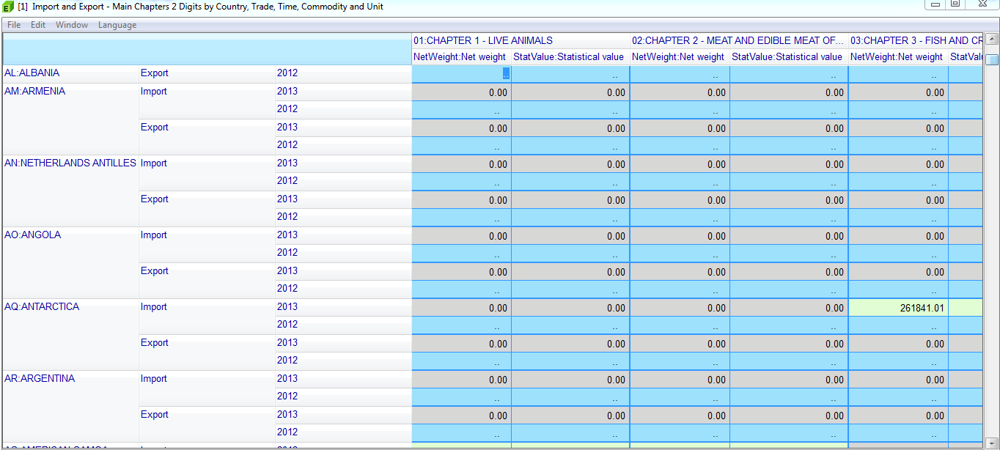 [1] Import and Export - Main Chapters 2 Digits by Country, Trade, Time, Commodity and Unit
File Edit Window Language
01:CHAPTER 1 - LIVE ANIMALS 02:CHAPTER 2 - MEAT AND EDIBLE MEAT OF... 03:CHAPTER 3 - FISH AND CR
NetWeight:Net weight StatValue:Statistical value NetWeight:Net weight StatValue:Statistical value NetWeight:Net weight StatVal
AL:ALBANIA Export 2012 .. .. .. .. ..
AM:ARMENIA Import 2013 0.00 0.00 0.00 0.00 0.00
2012 .. .. .. .. ..
Export 2013 0.00 0.00 0.00 0.00 0.00
2012 .. .. .. .. ..
AN:NETHERLANDS ANTILLES Import 2013 0.00 0.00 0.00 0.00 0.00
2012 .. .. .. .. ..
Export 2013 0.00 0.00 0.00 0.00 0.00
2012 .. .. .. .. ..
AO:ANGOLA Import 2013 0.00 0.00 0.00 0.00 0.00
2012 .. .. .. .. ..
Export 2013 0.00 0.00 0.00 0.00 0.00
2012 .. .. .. .. ..
AQ:ANTARCTICA Import 2013 0.00 0.00 0.00 0.00 261841.01
2012 .. .. .. .. ..
Export 2013 0.00 0.00 0.00 0.00 0.00
2012 .. .. .. .. ..
AR:ARGENTINA Import 2013 0.00 0.00 0.00 0.00 0.00
2012 .. .. .. .. ..
Export 2013 0.00 0.00 0.00 0.00 0.00
2012 .. .. .. .. ..